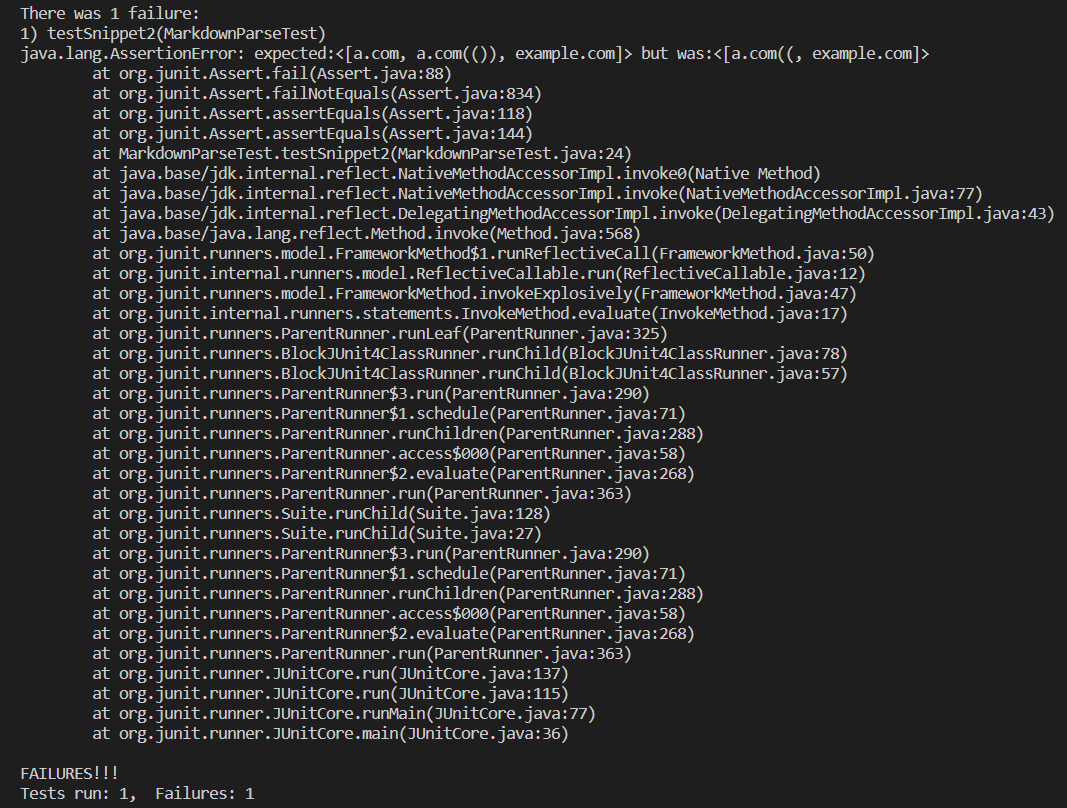 There was 1 failure:
1) testSnippet2(MarkdownParseTest)
java.lang.AssertionError: expected:<[a.com, a.com(()), example.com]> but was:<[a.com((, example.com]>
at org.junit.Assert.fail(Assert.java:88)
at org.junit.Assert.failNotEquals(Assert.java:834)
at org.junit.Assert.assertEquals(Assert.java:118)
at org.junit.Assert.assertEquals(Assert.java:144)
at MarkdownParseTest.testSnippet2(MarkdownParseTest.java:24)
at java.base/jdk.internal.reflect.NativeMethodAccessorImpl.invoke0(Native Method)
at java.base/jdk.internal.reflect.NativeMethodAccessorImpl.invoke(NativeMethodAccessorImpl.java:77)
at java.base/jdk.internal.reflect.DelegatingMethodAccessorImpl.invoke(DelegatingMethodAccessorImpl.java:43)
at java.base/java.lang.reflect.Method.invoke(Method.java:568)
at org.junit.runners.model.FrameworkMethod$1.runReflectiveCall(FrameworkMethod.java:50)
at org.junit.internal.runners.model.ReflectiveCallable.run(ReflectiveCallable.java:12)
at org.junit.runners.model.FrameworkMethod.invokeExplosively(FrameworkMethod.java:47)
at org.junit.internal.runners.statements.InvokeMethod.evaluate(InvokeMethod.java:17)
at org.junit.runners.ParentRunner.runLeaf(ParentRunner.java:325)
at org.junit.runners.BlockJUnit4ClassRunner.runChild(BlockJUnit4ClassRunner.java:78)
at org.junit.runners.BlockJUnit4ClassRunner.runChild(BlockJUnit4ClassRunner.java:57)
at org.junit.runners.ParentRunner$3.run(ParentRunner.java:290)
at org.junit.runners.ParentRunner$1.schedule(ParentRunner.java:71)
at org.junit.runners.ParentRunner.runChildren(ParentRunner.java:288)
at org.junit.runners.ParentRunner.access$000(ParentRunner.java:58)
at org.junit.runners.ParentRunner$2.evaluate(ParentRunner.java:268)
at org.junit.runners.ParentRunner.run(ParentRunner.java:363)
at org.junit.runners.Suite.runChild(Suite.java:128)
at org.junit.runners.Suite.runChild(Suite.java:27)
at org.junit.runners.ParentRunner$3.run(ParentRunner.java:290)
at org.junit.runners.ParentRunner$1.schedule(ParentRunner.java:71)
at org.junit.runners.ParentRunner.runChildren(ParentRunner.java:288)
at org.junit.runners.ParentRunner.access$000(ParentRunner.java:58)
at org.junit.runners.ParentRunner$2.evaluate(ParentRunner.java:268)
at org.junit.runners.ParentRunner.run(ParentRunner.java:363)
at org.junit.runner.JUnitCore.run(JUnitCore.java:137)
at org.junit.runner.JUnitCore.run(JUnitCore.java:115)
at org.junit.runner.JUnitCore.runMain(JUnitCore.java:77)
at org.junit.runner.JUnitCore.main(JUnitCore.java:36)
FAILURES!!!
Tests run: 1,  Failures: 1